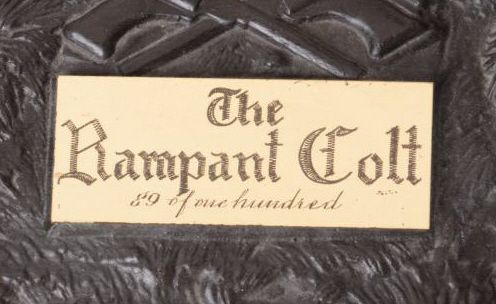 The
Rampant Colt
89 of one hundred